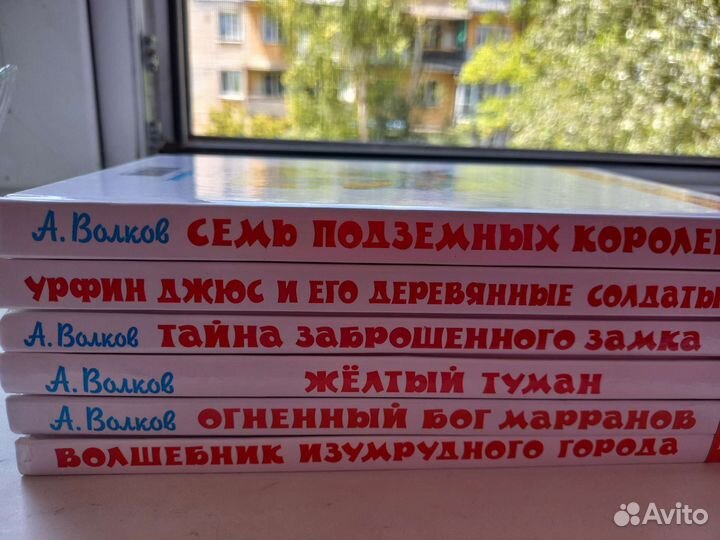 А. Волков СЕМЬ ПОДЗЕМНЫХ КОРОЛЕ
УРФИН ДЖЮС И ЕГО ДЕРЕВЯННЫЕ СОЛДАТЫ
А. Волков ТАЙНА ЗАБРОШЕННОГО ЗАМКА
А. Волков ЖЁЛТЫЙ ТУМАН
А. Волков ОГНЕННЫЙ БОГ МАРРАНОВ
ВОЛШЕБНИК ИЗУМРУДНОГО ГОРОДА
Avito